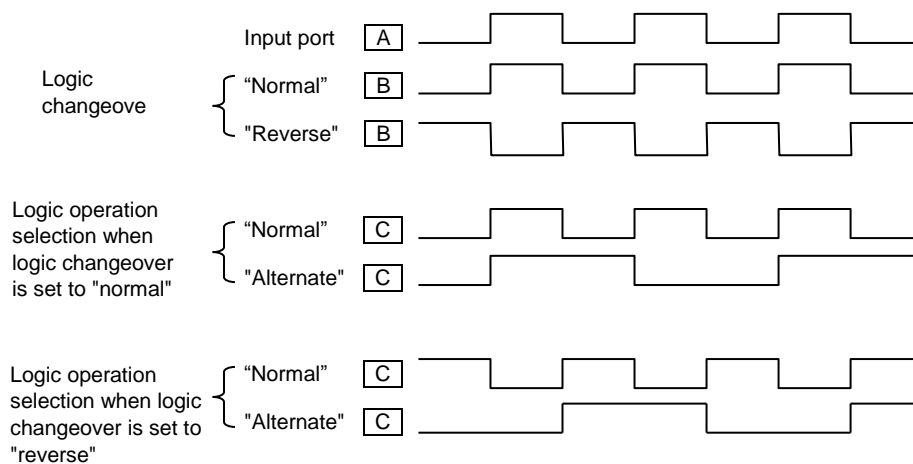 Input port A
Logic
changeove
“Normal” B
"Reverse" B
Logic operation
selection when
logic changeover
is set to "normal"
“Normal” C
"Alternate" C
Logic operation
selection when logic
changeover is set to
"reverse"
“Normal” C
"Alternate" C